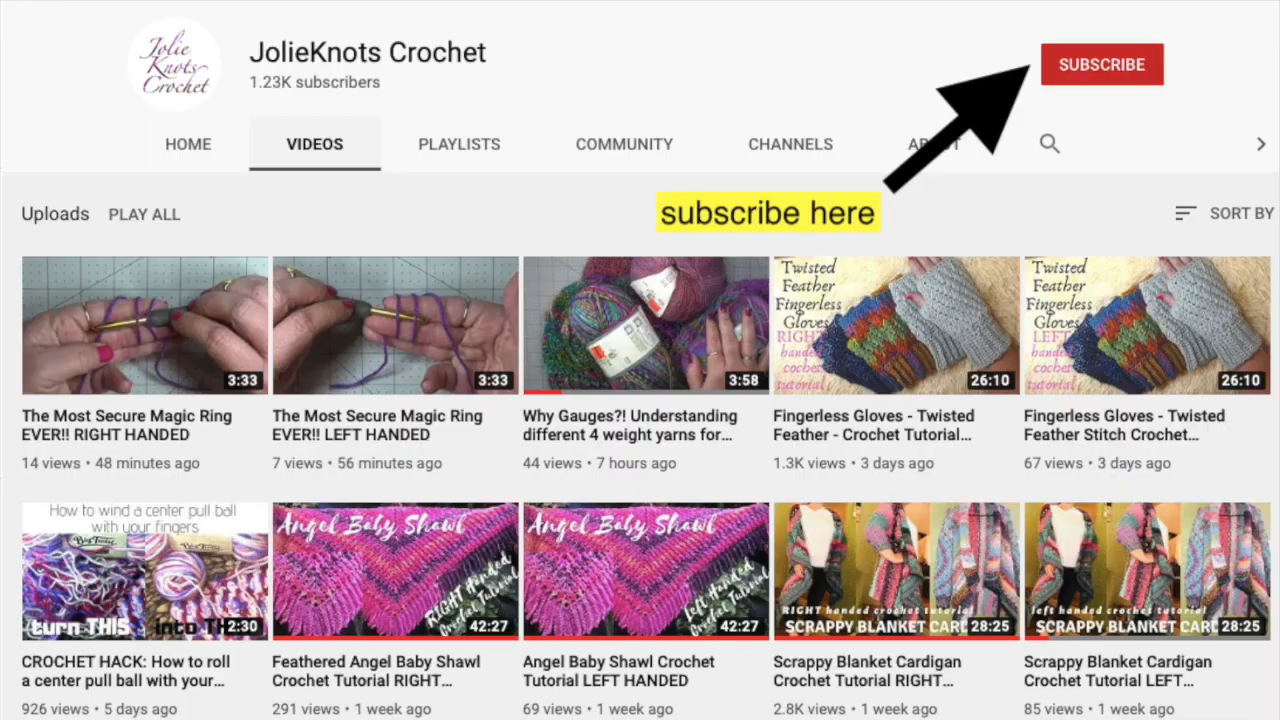 Jolie
Knots
Crochet
JolieKnots Crochet
1.23K subscribers
SUBSCRIBE
HOME
VIDEOS
PLAYLISTS
COMMUNITY
CHANNELS
subscribe here
Uploads
PLAY ALL
SORT BY
3:33
3:33
3:58
Twisted
Feather
Fingerless
Gloves
RIGHT
handed
cochet
tutorial
26:10
Twisted
Feather
Fingerless
Gloves
LEFT
handed
cochet
tutorial
26:10
The Most Secure Magic Ring
EVER!! RIGHT HANDED
14 views • 48 minutes ago
The Most Secure Magic Ring
EVER!! LEFT HANDED
7 views • 56 minutes ago
Why Gauges?! Understanding
different 4 weight yarns for...
44 views • 7 hours ago
Fingerless Gloves - Twisted
Feather - Crochet Tutorial...
1.3K views • 3 days ago
Fingerless Gloves - Twisted
Feather Stitch Crochet...
67 views • 3 days ago
How to wind a center pull ball
with your fingers
turn THIS
into TH
2:30
Angel Baby Shawl
RIGHT Handed
Crochet Tutorial
42:27
Angel Baby Shawl
Left Handed
Crochet Tutorial
42:27
RIGHT handed crochet tutorial
SCRAPPY BLANKET CARD
28:25
left handed crochet tutorial
SCRAPPY BLANKET CARD
28:25
CROCHET HACK: How to roll
a center pull ball with your...
926 views • 5 days ago
Feathered Angel Baby Shawl
Crochet Tutorial RIGHT...
291 views • 1 week ago
Angel Baby Shawl Crochet
Tutorial LEFT HANDED
69 views • 1 week ago
Scrappy Blanket Cardigan
Crochet Tutorial RIGHT...
2.8K views • 1 week ago
Scrappy Blanket Cardigan
Crochet Tutorial LEFT...
85 views • 1 week ago